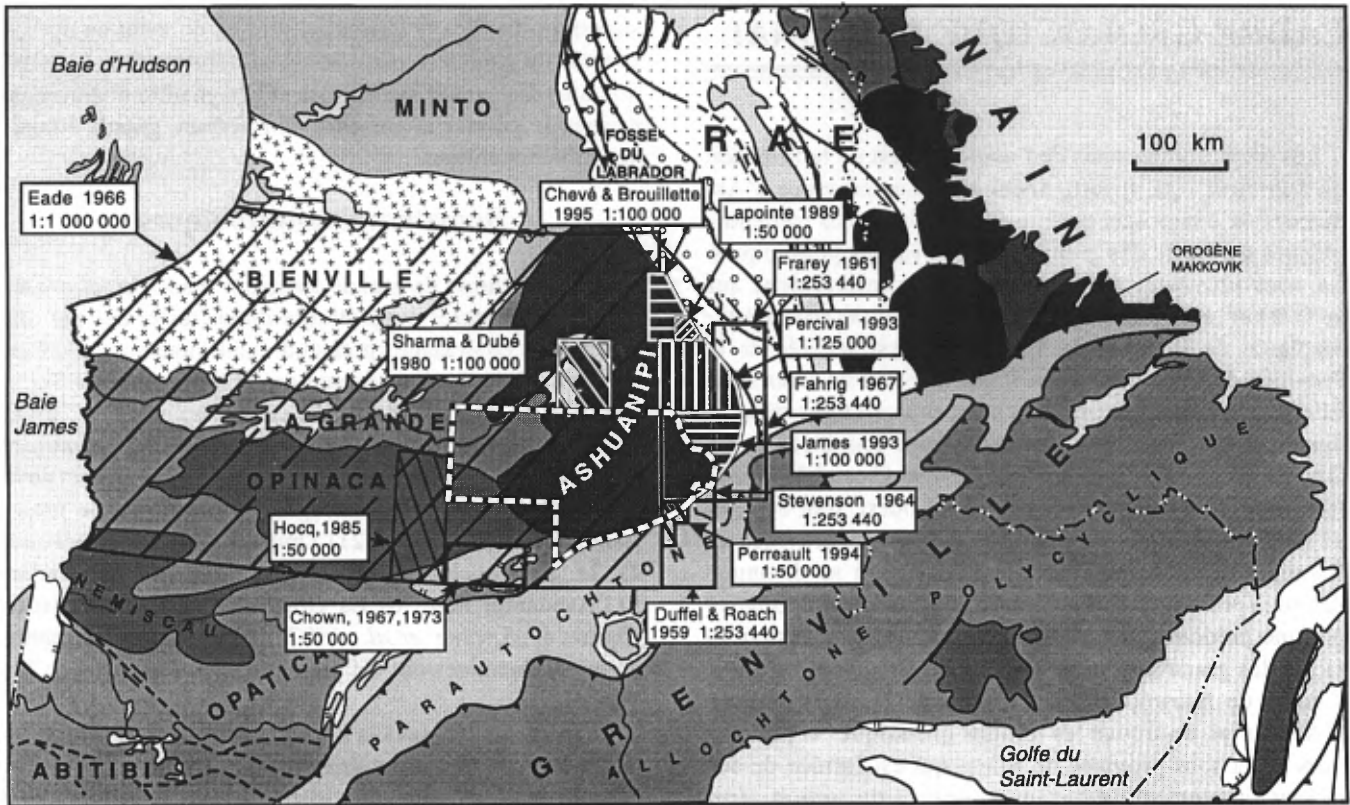 Baie d'Hudson
MINTO
NAIN
RAE
100 km
FOSSE
DU
LABRADOR
Eade 1966
1:1 000 000
Chevé & Brouillette
1995 1:100 000
Lapointe 1989
1:50 000
Frarey 1961
1:253 440
OROGÈNE
MAKKOVIK
BIENVILLE
Percival 1993
1:125 000
Sharma & Dubé
1980 1:100 000
Fahrig 1967
1:253 440
Baie
James
LA GRANDE
ASHUANIPI
James 1993
1:100 000
OPINACA
Stevenson 1964
1:253 440
Hocq,1985
1:50 000
Perreault 1994
1:50 000
NEMISCAU
Chown, 1967,1973
1:50 000
Duffel & Roach
1959 1:253 440
OPATICA
PARAUTOCHTONE
GRENVILLE
ALLOCHTONE POLYCYCLIQUE
ABITIBI
Golfe du
Saint-Laurent